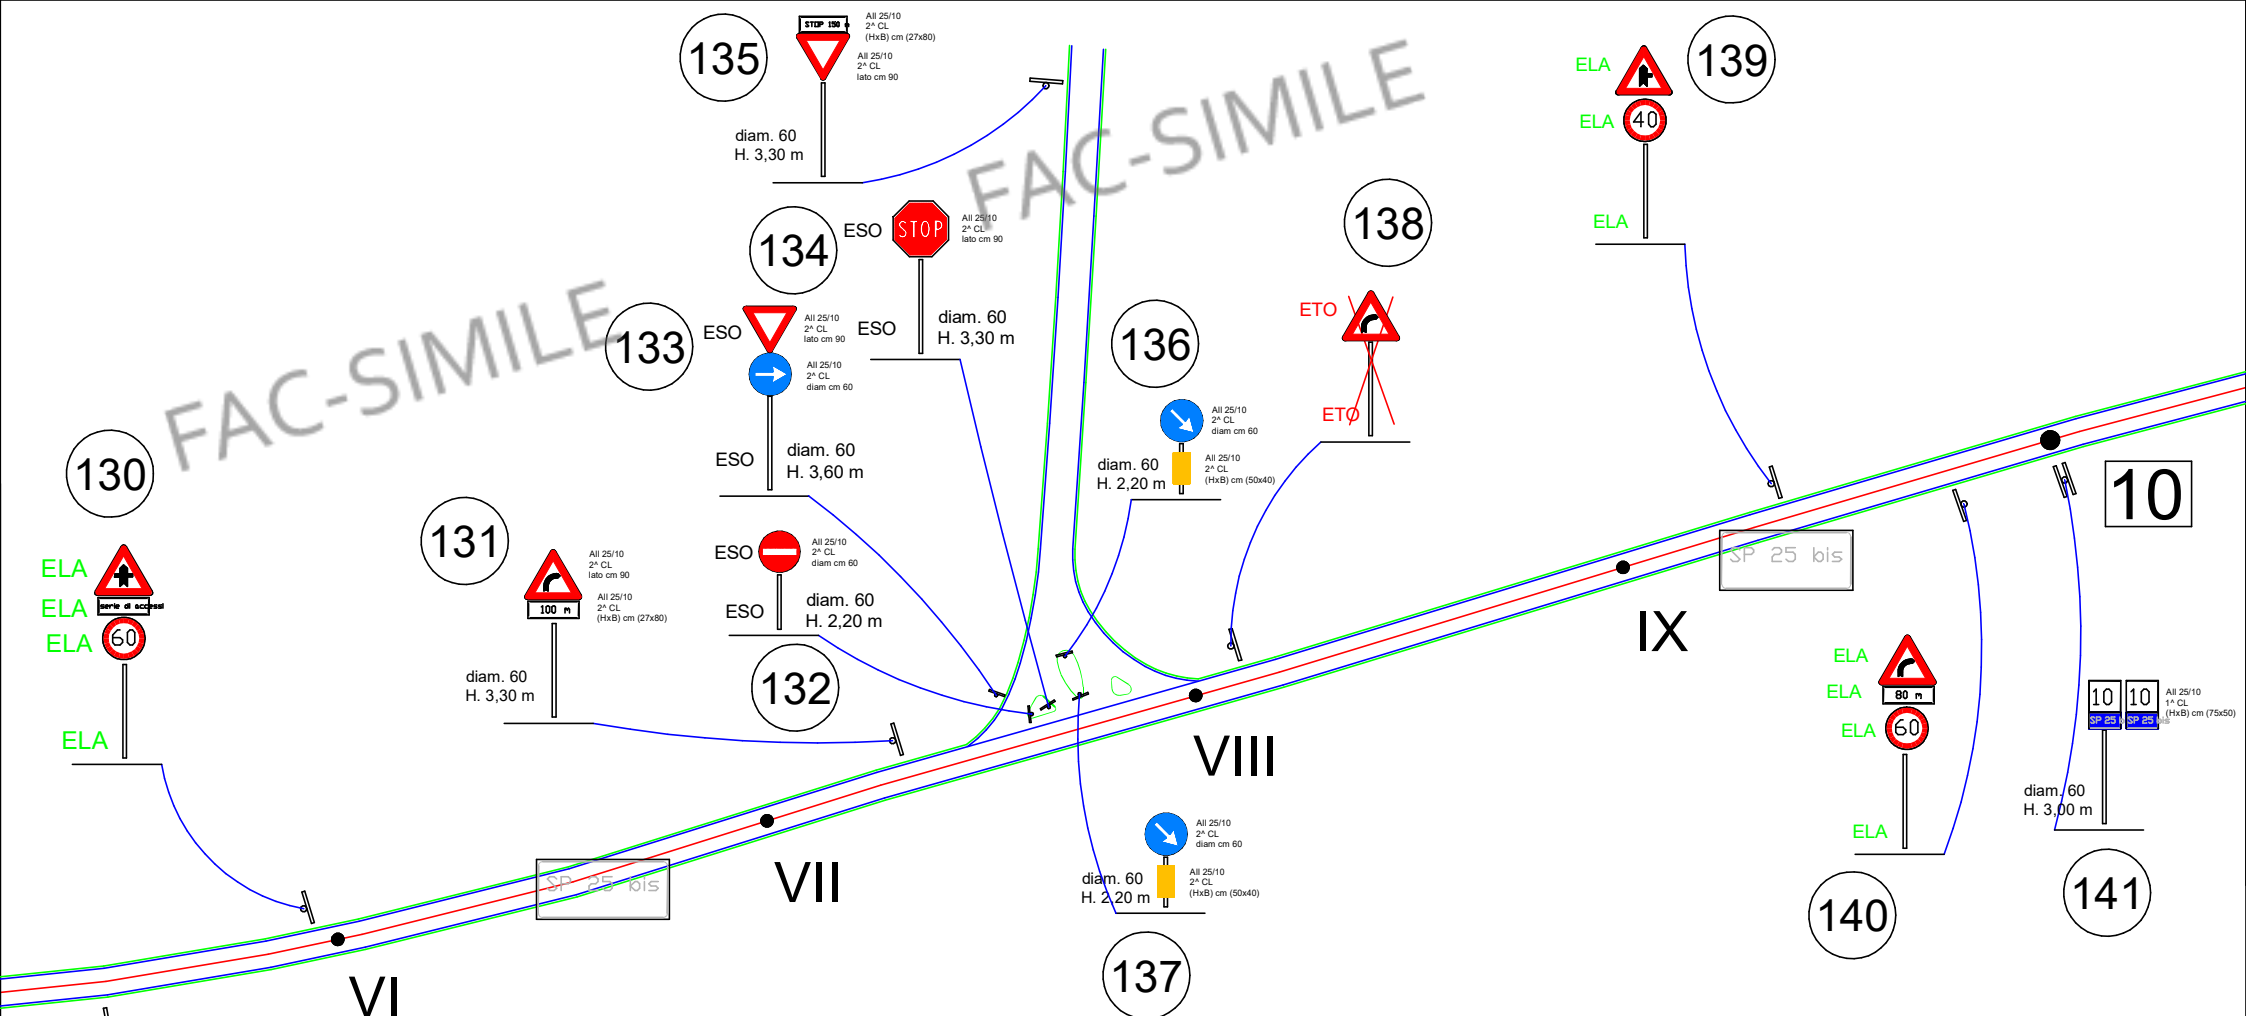 135
STOP 150 m
All 25/10
2^ CL
(HxB) cm (27x80)
All 25/10
2^ CL
lato cm 90
diam. 60
H. 3,30 m
FAC-SIMILE
139
ELA
ELA
40
ELA
134
ESO
STOP
All 25/10
2^ CL
lato cm 90
ESO
diam. 60
H. 3,30 m
138
ETO
ETO
133
ESO
All 25/10
2^ CL
lato cm 90
All 25/10
2^ CL
diam cm 60
ESO
diam. 60
H. 3,60 m
136
All 25/10
2^ CL
diam cm 60
All 25/10
2^ CL
(HxB) cm (50x40)
diam. 60
H. 2,20 m
FAC-SIMILE
130
ELA
ELA
serie di accessi
ELA
60
ELA
131
All 25/10
2^ CL
lato cm 90
100 m
All 25/10
2^ CL
(HxB) cm (27x80)
diam. 60
H. 3,30 m
ESO
All 25/10
2^ CL
diam cm 60
ESO
diam. 60
H. 2,20 m
132
10
SP 25 bis
IX
ELA
ELA
80 m
ELA
60
ELA
140
10
10
SP 25
SP 25 bis
All 25/10
1^ CL
(HxB) cm (75x50)
diam. 60
H. 3,00 m
141
VIII
All 25/10
2^ CL
diam cm 60
All 25/10
2^ CL
(HxB) cm (50x40)
diam. 60
H. 2,20 m
137
VII
SP 25 bis
VI